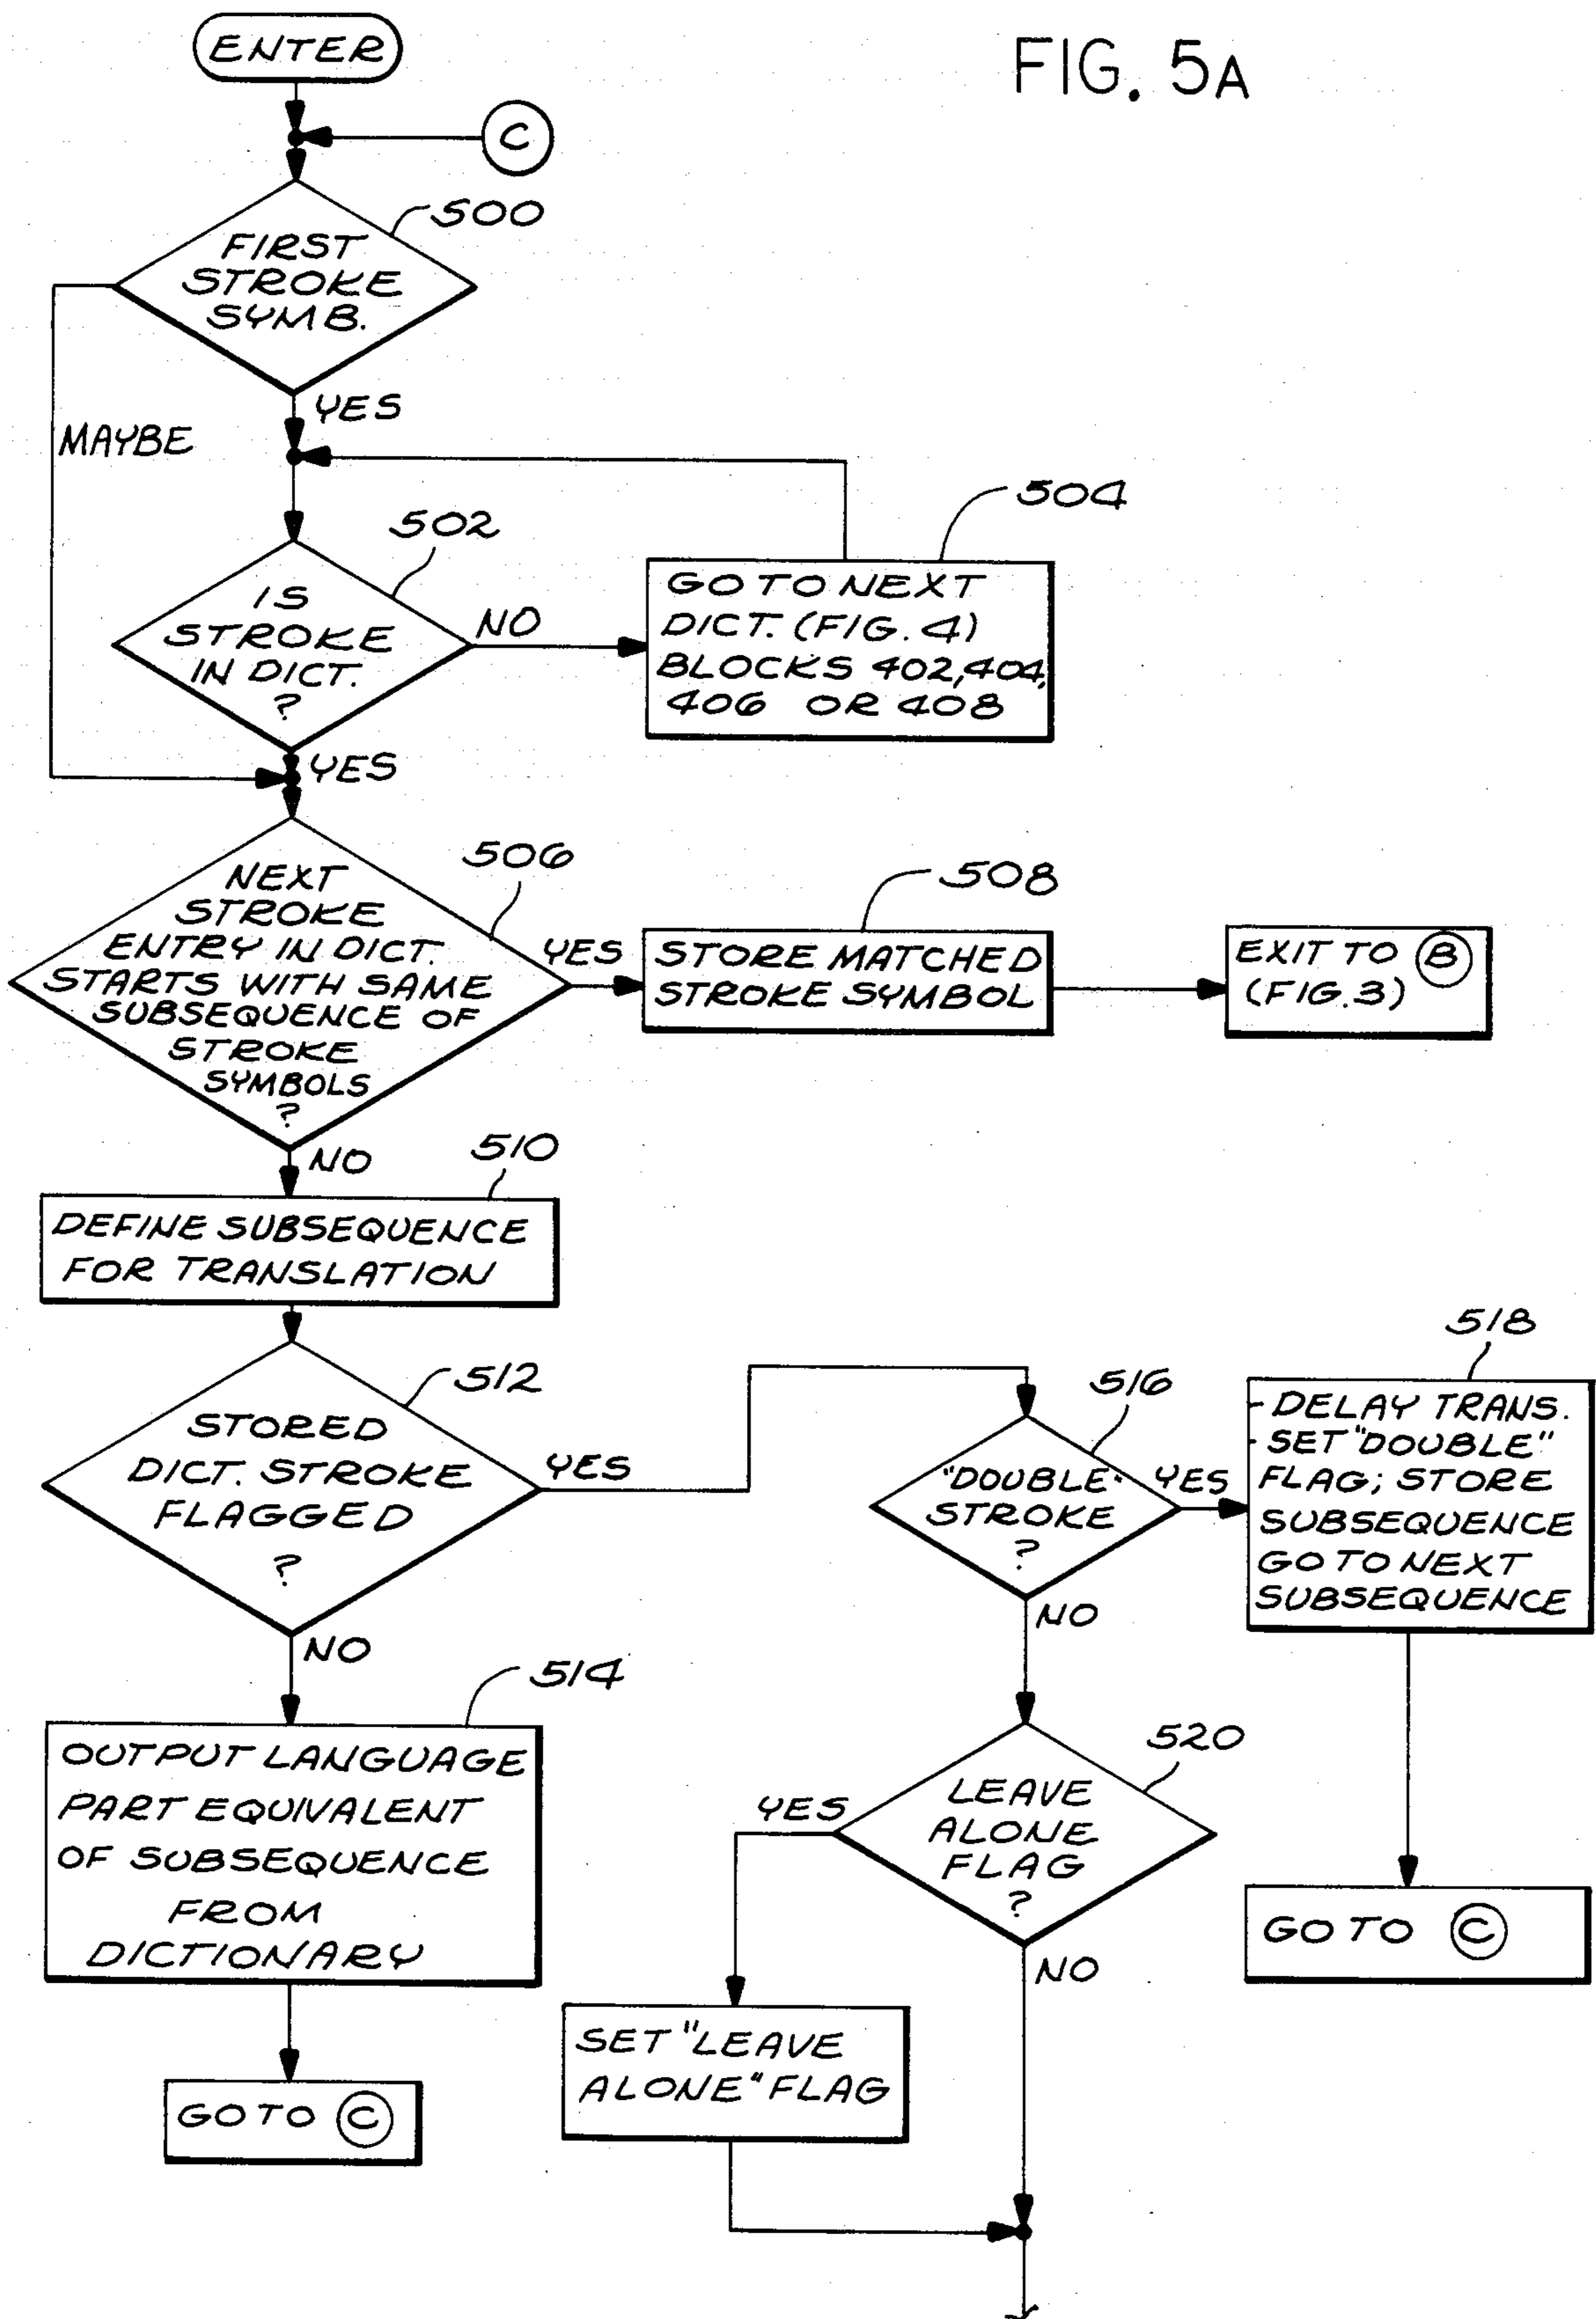 FIG. 5A
ENTER
C
500
FIRST
STROKE
SYMB.
YES
MAYBE
504
502
IS
STROKE
IN DICT.
?
NO
GO TO NEXT
DICT. (FIG. 4)
BLOCKS 402, 404,
406 OR 408
YES
506
NEXT
STROKE
ENTRY IN DICT.
STARTS WITH SAME
SUBSEQUENCE OF
STROKE
SYMBOLS
?
YES
508
STORE MATCHED
STROKE SYMBOL
EXIT TO B
(FIG. 3)
NO
510
DEFINE SUBSEQUENCE
FOR TRANSLATION
512
STORED
DICT. STROKE
FLAGGED
?
YES
516
"DOUBLE"
STROKE
?
YES
518
- DELAY TRANS.
- SET "DOUBLE"
FLAG; STORE
SUBSEQUENCE
GO TO NEXT
SUBSEQUENCE
NO
NO
514
OUTPUT LANGUAGE
PART EQUIVALENT
OF SUBSEQUENCE
FROM
DICTIONARY
520
LEAVE
ALONE
FLAG
?
YES
NO
GO TO C
SET "LEAVE
ALONE" FLAG
GO TO C